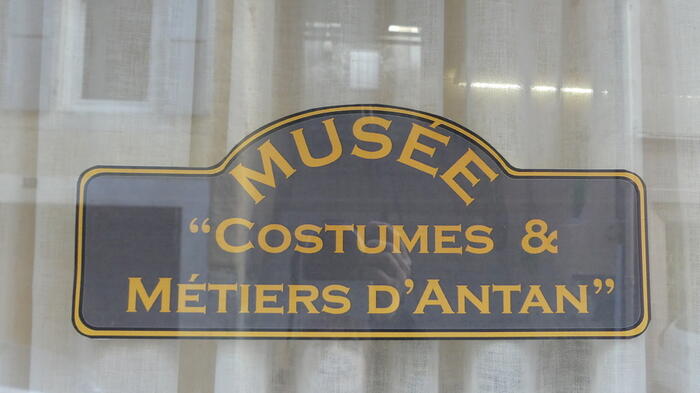 MUSÉE
“COSTUMES &
MÉTIERS D’ANTAN”